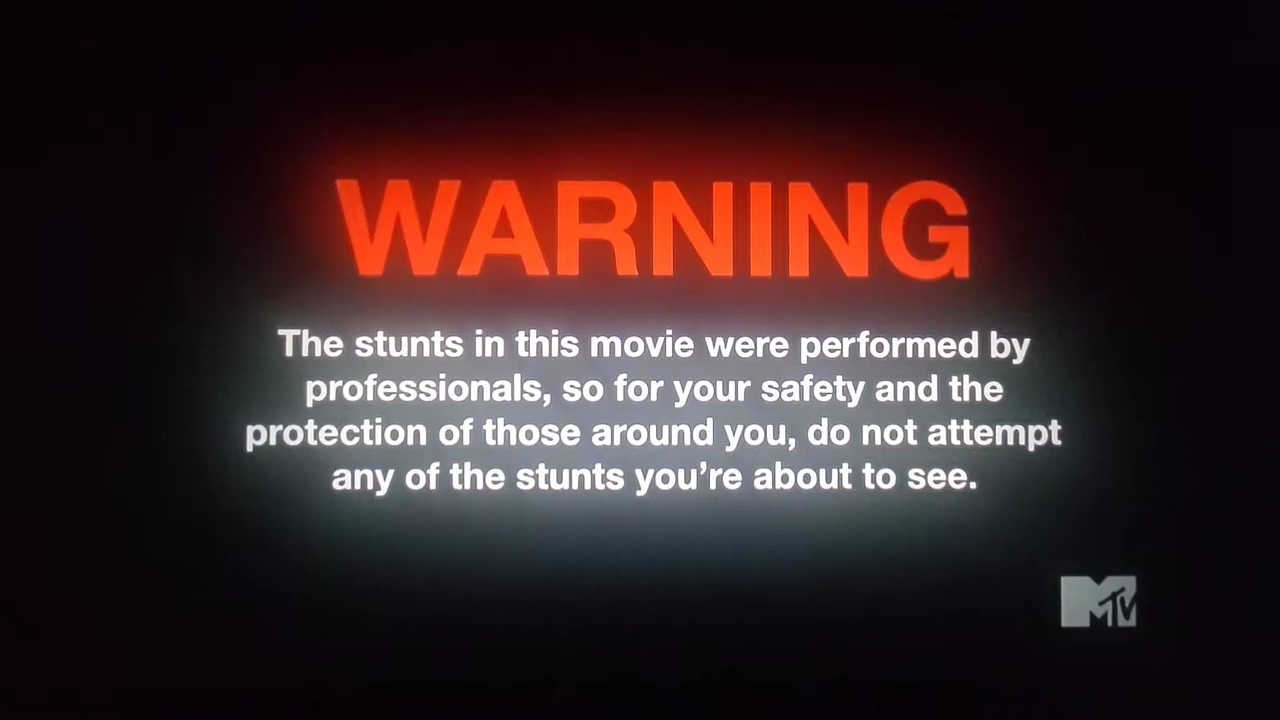 WARNING
The stunts in this movie were performed by
professionals, so for your safety and the
protection of those around you, do not attempt
any of the stunts you're about to see.
MTV